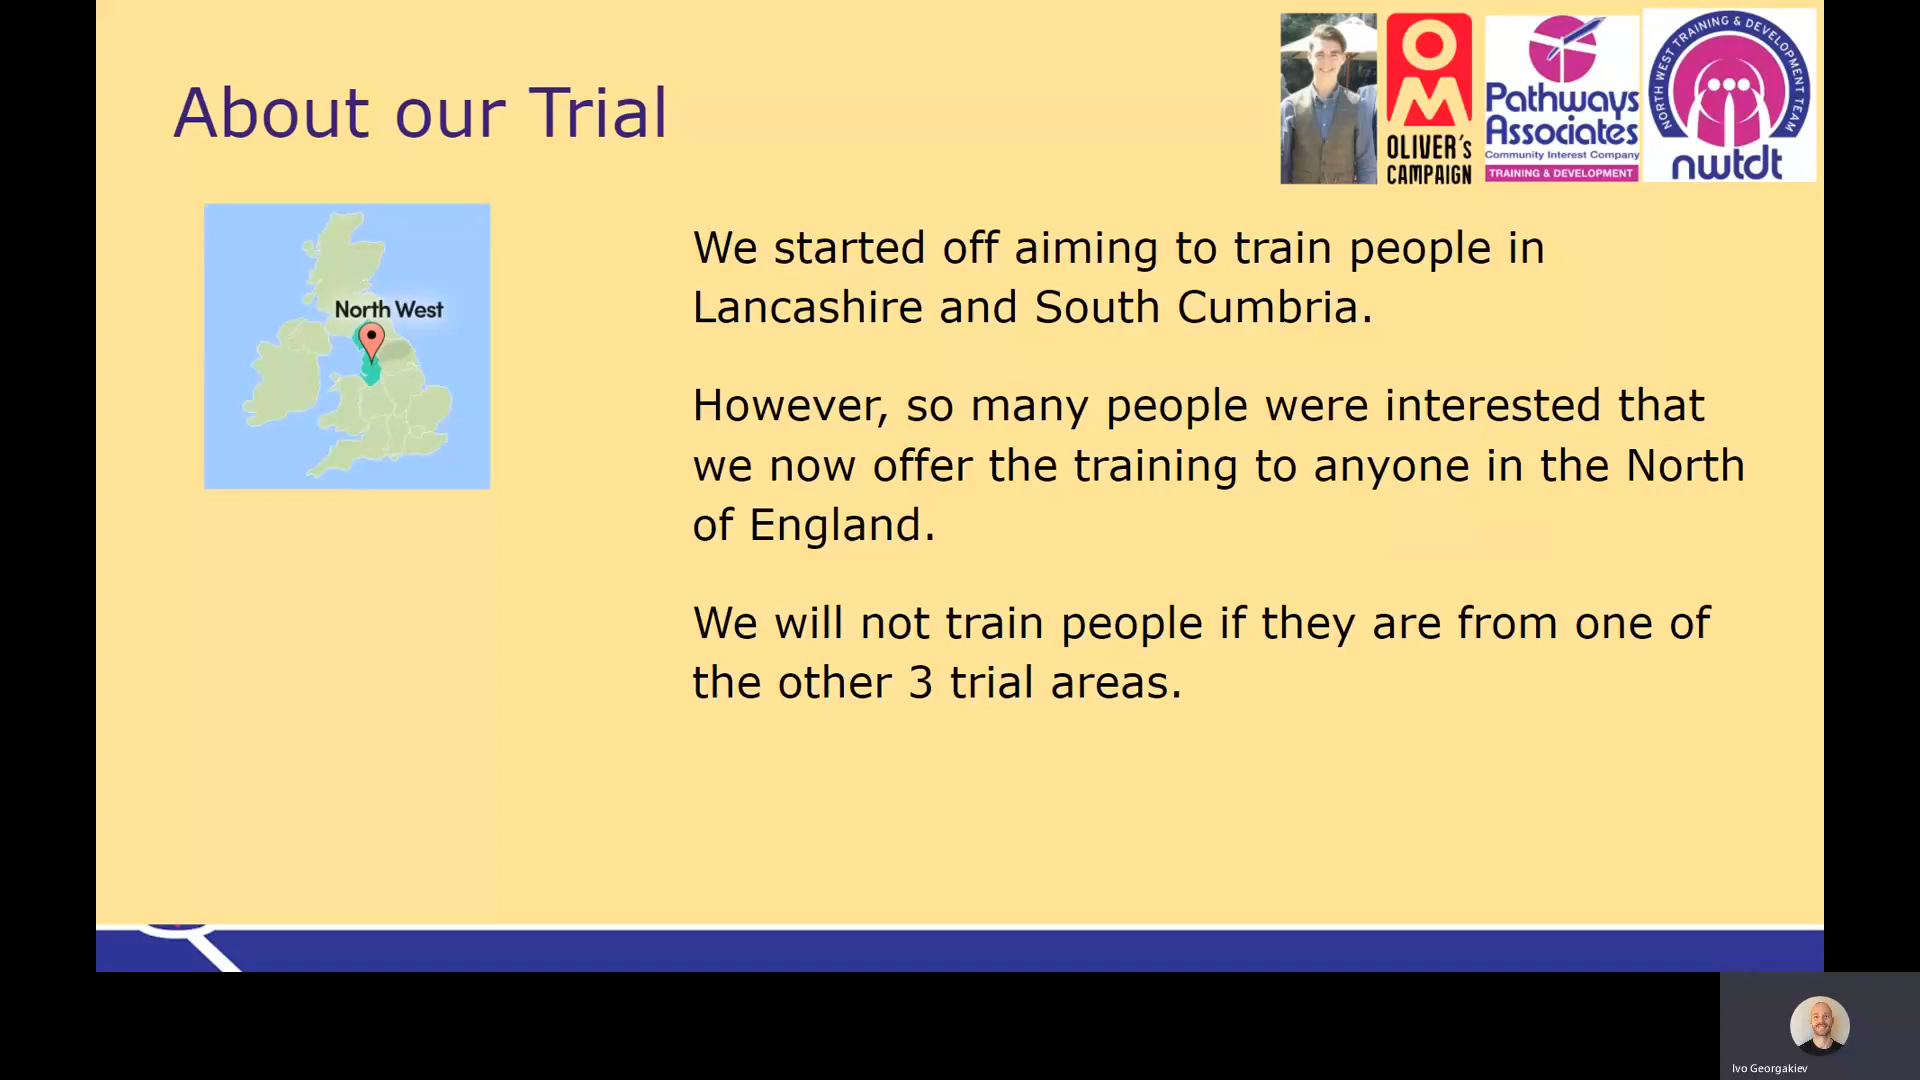 About our Trial
OM
OLIVER's
CAMPAIGN
Pathways
Associates
Community Interest Company
TRAINING & DEVELOPMENT
NORTH WEST TRAINING & DEVELOPMENT TEAM
nwtdt
North West
We started off aiming to train people in
Lancashire and South Cumbria.
However, so many people were interested that
we now offer the training to anyone in the North
of England.
We will not train people if they are from one of
the other 3 trial areas.
Ivo Georgakiev